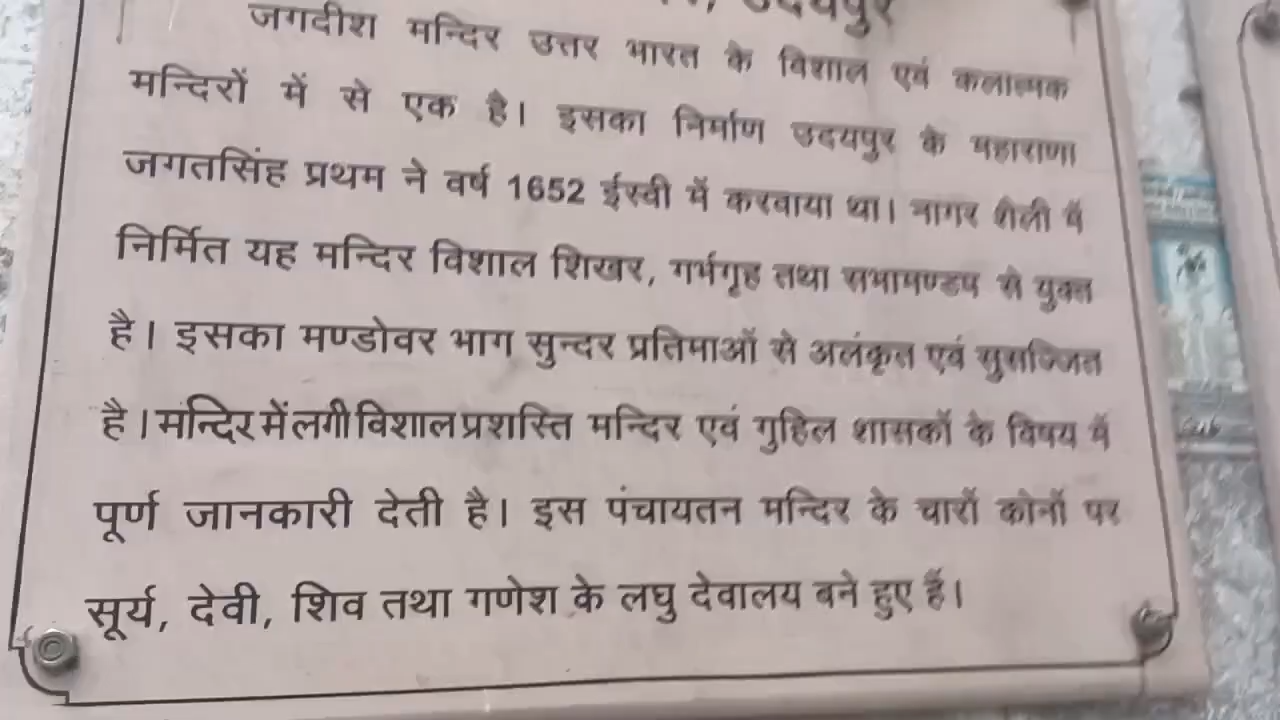 उदयपुर
जगदीश मन्दिर उत्तर भारत के विशाल एवं कलात्मक
मन्दिरों में से एक है। इसका निर्माण उदयपुर के महाराणा
जगतसिंह प्रथम ने वर्ष 1652 ईस्वी में करवाया था। नागर शैली में
निर्मित यह मन्दिर विशाल शिखर, गर्भगृह तथा सभामण्डप से युक्त
है। इसका मण्डोवर भाग सुन्दर प्रतिमाओं से अलंकृत एवं सुसज्जित
है। मन्दिर में लगी विशाल प्रशस्ति मन्दिर एवं गुहिल शासकों के विषय में
पूर्ण जानकारी देती है। इस पंचायतन मन्दिर के चारों कोनों पर
सूर्य, देवी, शिव तथा गणेश के लघु देवालय बने हुए हैं।